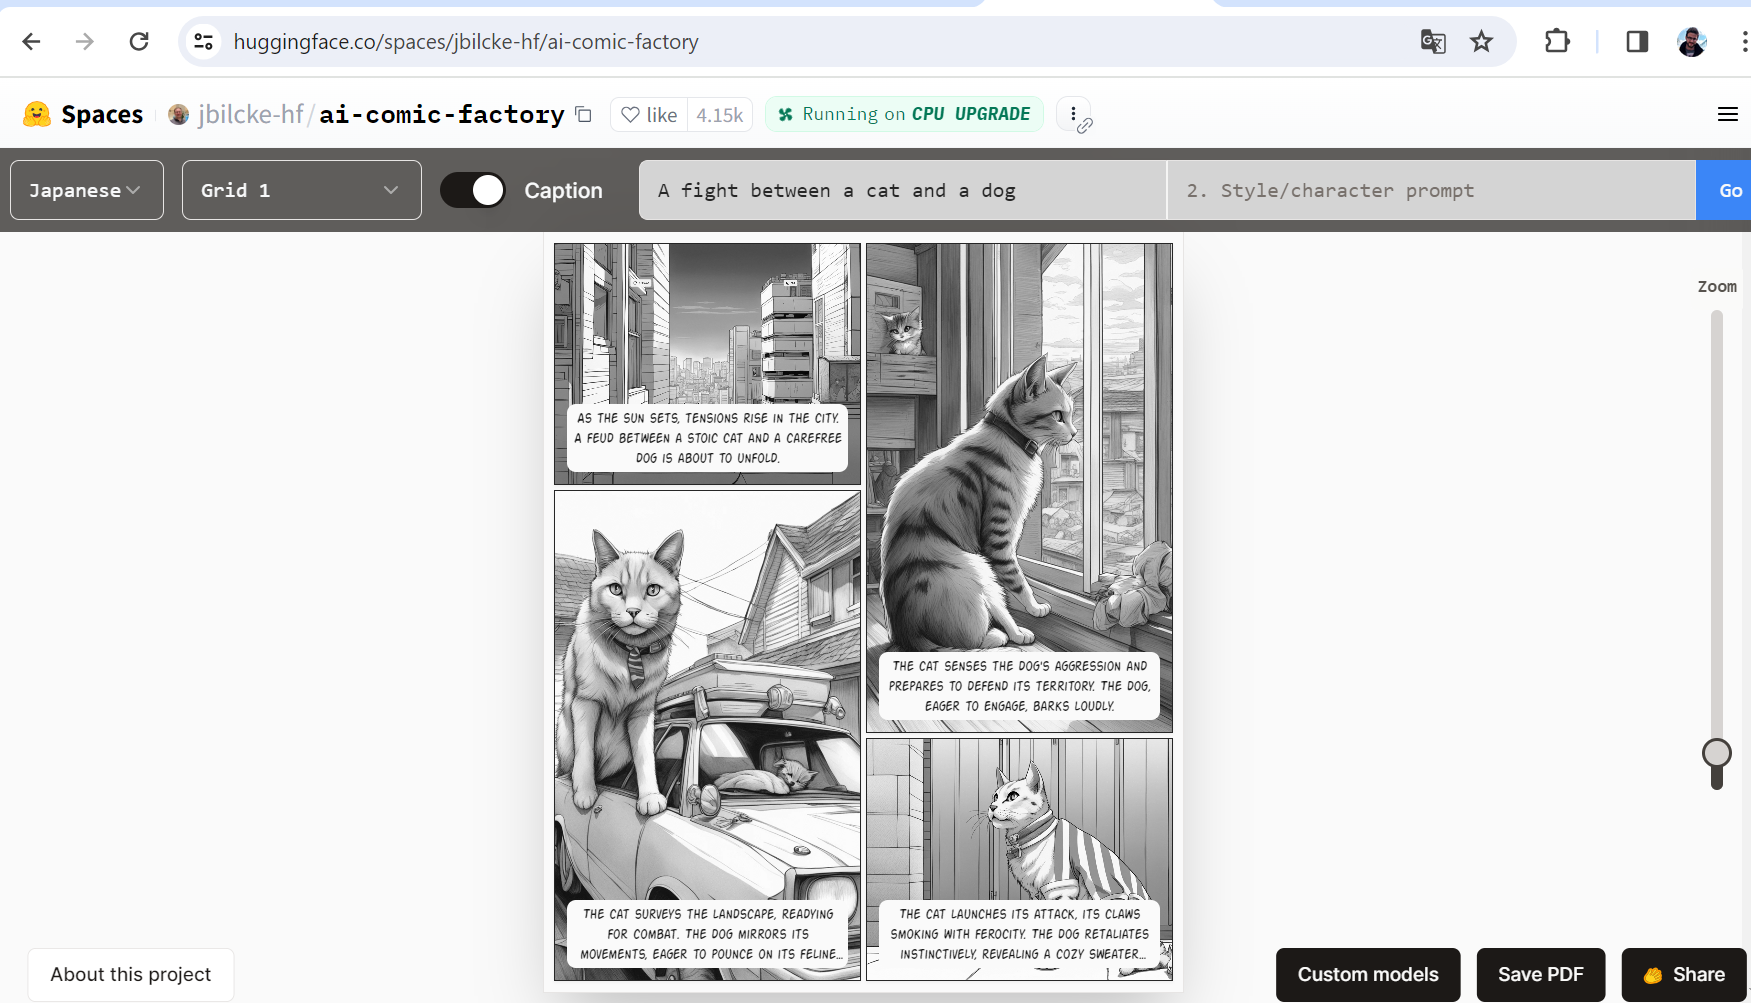 huggingface.co/spaces/jbilcke-hf/ai-comic-factory
Spaces
jbilcke-hf/ai-comic-factory
like
4.15k
Running on CPU UPGRADE
Japanese
Grid 1
Caption
A fight between a cat and a dog
2. Style/character prompt
Go
Zoom
AS THE SUN SETS, TENSIONS RISE IN THE CITY.
A FEUD BETWEEN A STOIC CAT AND A CAREFREE
DOG IS ABOUT TO UNFOLD.
THE CAT SENSES THE DOG'S AGGRESSION AND
PREPARES TO DEFEND ITS TERRITORY. THE DOG,
EAGER TO ENGAGE, BARKS LOUDLY.
THE CAT SURVEYS THE LANDSCAPE, READYING
FOR COMBAT. THE DOG MIRRORS ITS
MOVEMENTS, EAGER TO POUNCE ON ITS FELINE...
THE CAT LAUNCHES ITS ATTACK, ITS CLAWS
SMOKING WITH FEROCITY. THE DOG RETALIATES
INSTINCTIVELY, REVEALING A COZY SWEATER...
About this project
Custom models
Save PDF
Share